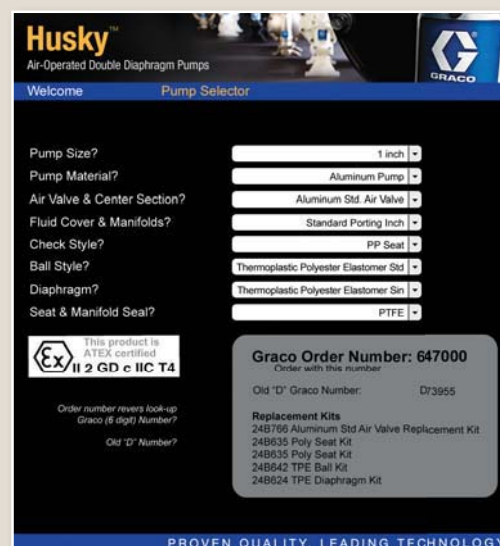 Husky™
Air-Operated Double Diaphragm Pumps
GRACO
Welcome Pump Selector
Pump Size? 1 inch
Pump Material? Aluminum Pump
Air Valve & Center Section? Aluminum Std. Air Valve
Fluid Cover & Manifolds? Standard Porting Inch
Check Style? PP Seat
Ball Style? Thermoplastic Polyester Elastomer Std
Diaphragm? Thermoplastic Polyester Elastomer Sin
Seat & Manifold Seal? PTFE
This product is
ATEX certified
Ex II 2 GD c IIC T4
Order number revers look-up
Graco (6 digit) Number?
Old "D" Number?
Graco Order Number: 647000
Order with this number
Old "D" Graco Number: D73955
Replacement Kits
24B766 Aluminum Std Air Valve Replacement Kit
24B635 Poly Seat Kit
24B635 Poly Seat Kit
24B642 TPE Ball Kit
24B624 TPE Diaphragm Kit
PROVEN QUALITY. LEADING TECHNOLOGY